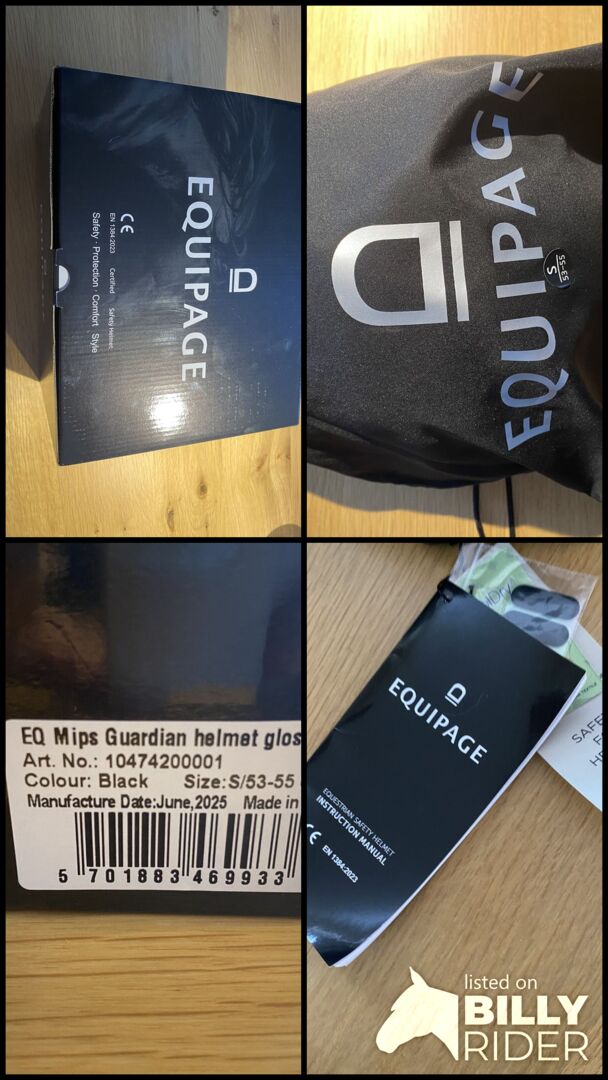 EQUIPAGE
CE
EN 1384:2023 Certified Safety Helmet
Safety · Protection · Comfort · Style
EQUIPAGE
53-55
S
EQ Mips Guardian helmet glos
Art. No.: 10474200001
Colour: Black Size:S/53-55
Manufacture Date:June,2025 Made in
5 701883 469933
EQUIPAGE
EQUESTRIAN SAFETY HELMET
INSTRUCTION MANUAL
CE EN 1384:2023
SAFE
F
HE
listed on
BILLY
RIDER